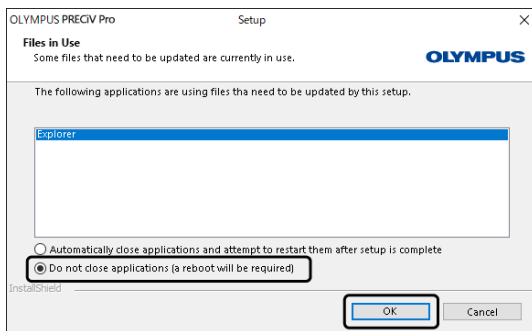 OLYMPUS PRECiV Pro Setup
Files in Use
Some files that need to be updated are currently in use.
OLYMPUS
The following applications are using files tha need to be updated by this setup.
Explorer
Automatically close applications and attempt to restart them after setup is complete
Do not close applications (a reboot will be required)
InstallShield
OK Cancel